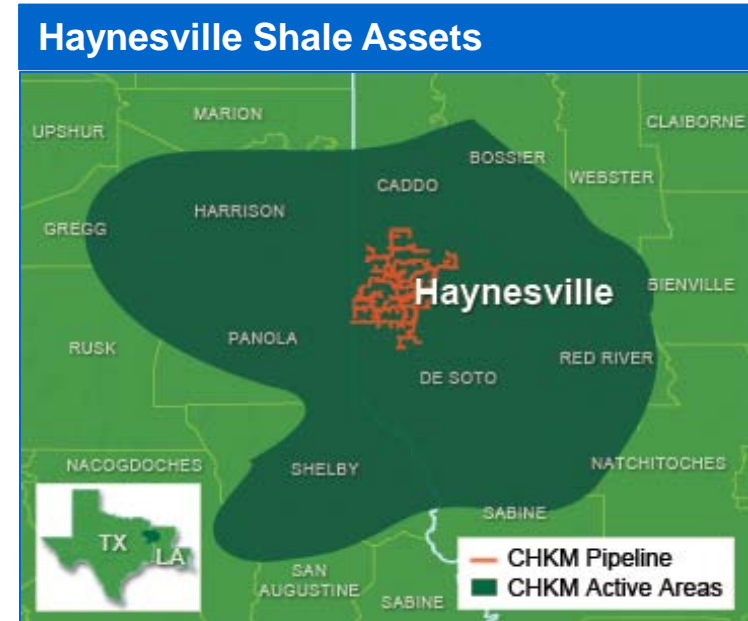 Haynesville Shale Assets
MARION
UPSHUR
CLAIBORNE
BOSSIER
WEBSTER
CADDO
HARRISON
GREGG
Haynesville
BIENVILLE
PANOLA
RUSK
RED RIVER
DE SOTO
NACOGDOCHES
SHELBY
NATCHITOCHES
SABINE
TX
LA
SAN
AUGUSTINE
SABINE
CHKM Pipeline
CHKM Active Areas